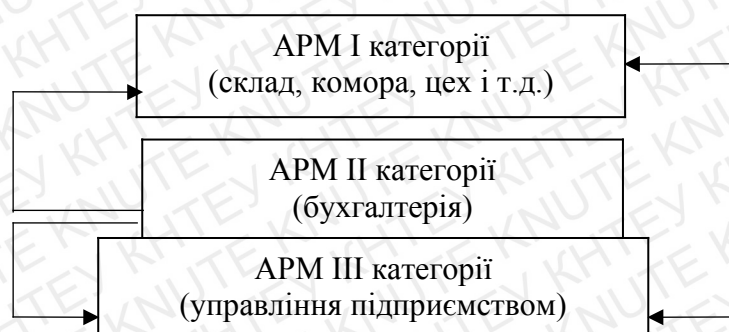 АРМ І категорії
(склад, комора, цех і т.д.)
АРМ ІІ категорії
(бухгалтерія)
АРМ ІІІ категорії
(управління підприємством)